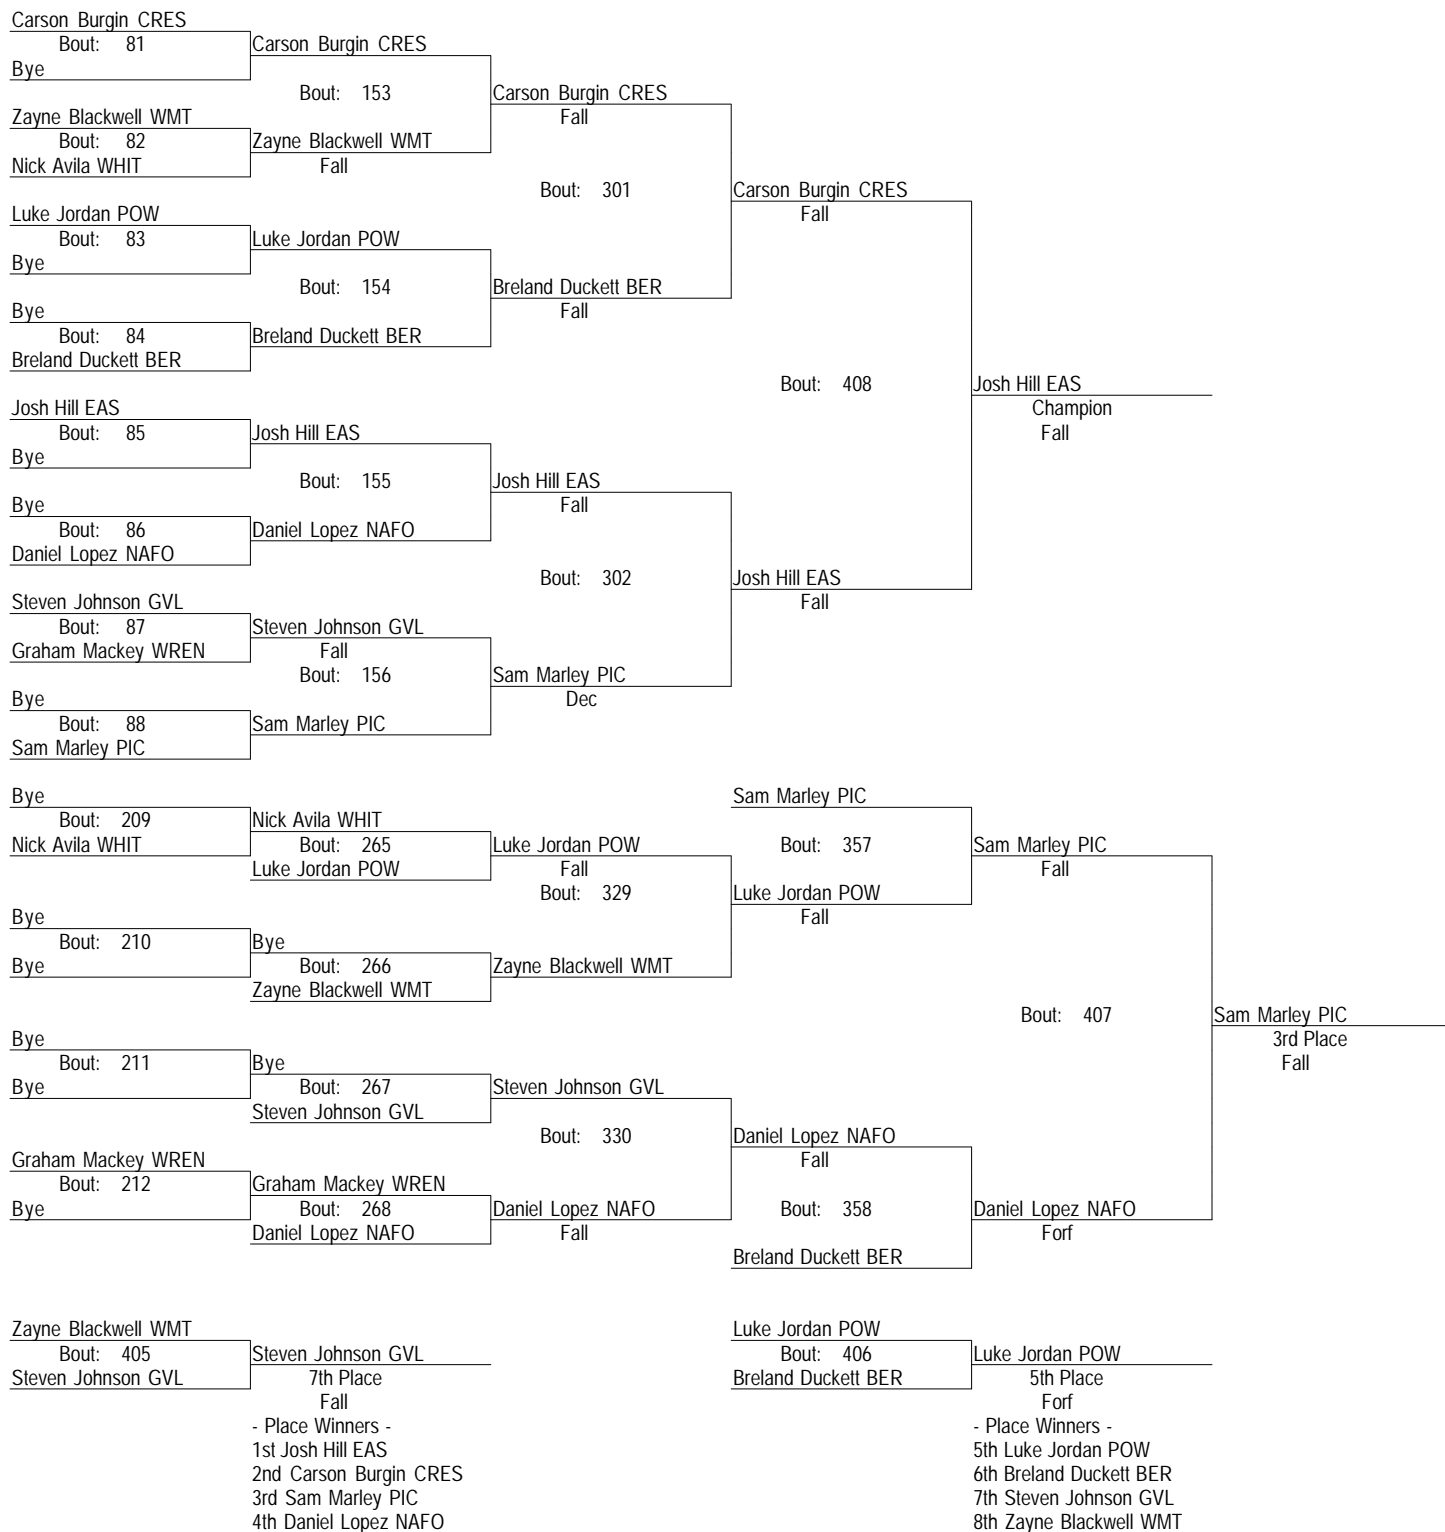 Carson Burgin CRES
Bout: 81
Bye
Carson Burgin CRES
Bout: 153
Zayne Blackwell WMT
Bout: 82
Nick Avila WHIT
Zayne Blackwell WMT
Fall
Carson Burgin CRES
Fall
Bout: 301
Luke Jordan POW
Bout: 83
Bye
Luke Jordan POW
Bout: 154
Bye
Bout: 84
Breland Duckett BER
Breland Duckett BER
Breland Duckett BER
Fall
Carson Burgin CRES
Fall
Bout: 408
Josh Hill EAS
Champion
Fall
Josh Hill EAS
Bout: 85
Bye
Josh Hill EAS
Bout: 155
Bye
Bout: 86
Daniel Lopez NAFO
Daniel Lopez NAFO
Josh Hill EAS
Fall
Bout: 302
Josh Hill EAS
Fall
Steven Johnson GVL
Bout: 87
Graham Mackey WREN
Steven Johnson GVL
Fall
Bout: 156
Bye
Bout: 88
Sam Marley PIC
Sam Marley PIC
Sam Marley PIC
Dec
Bye
Bout: 209
Nick Avila WHIT
Nick Avila WHIT
Bout: 265
Luke Jordan POW
Luke Jordan POW
Fall
Bout: 329
Bye
Bout: 210
Bye
Bye
Bout: 266
Zayne Blackwell WMT
Zayne Blackwell WMT
Sam Marley PIC
Bout: 357
Luke Jordan POW
Fall
Sam Marley PIC
Fall
Bout: 407
Sam Marley PIC
3rd Place
Fall
Bye
Bout: 211
Bye
Bye
Bout: 267
Steven Johnson GVL
Steven Johnson GVL
Bout: 330
Graham Mackey WREN
Bout: 212
Bye
Graham Mackey WREN
Bout: 268
Daniel Lopez NAFO
Daniel Lopez NAFO
Fall
Daniel Lopez NAFO
Fall
Bout: 358
Breland Duckett BER
Daniel Lopez NAFO
Forf
Zayne Blackwell WMT
Bout: 405
Steven Johnson GVL
Steven Johnson GVL
7th Place
Fall
- Place Winners -
1st Josh Hill EAS
2nd Carson Burgin CRES
3rd Sam Marley PIC
4th Daniel Lopez NAFO
Luke Jordan POW
Bout: 406
Breland Duckett BER
Luke Jordan POW
5th Place
Forf
- Place Winners -
5th Luke Jordan POW
6th Breland Duckett BER
7th Steven Johnson GVL
8th Zayne Blackwell WMT